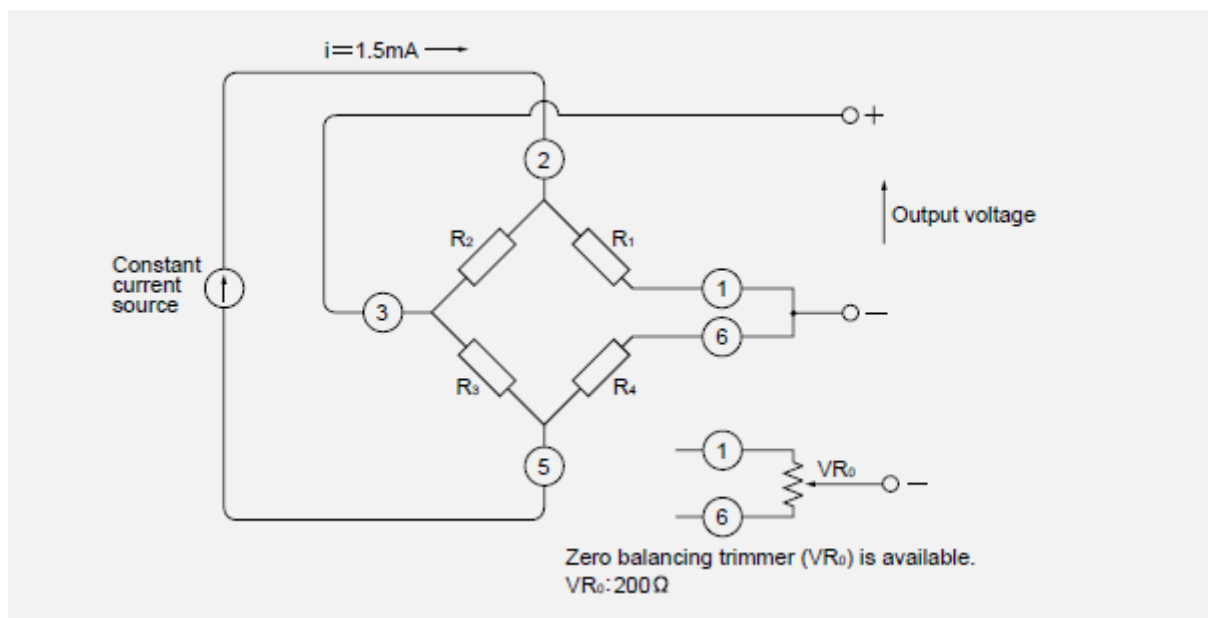 i=1.5mA
+
2
Output voltage
R₂
R₁
Constant
current
source
1
3
−
6
R₃
R₄
5
1
VR₀
−
6
Zero balancing trimmer (VR₀) is available.
VR₀:200Ω